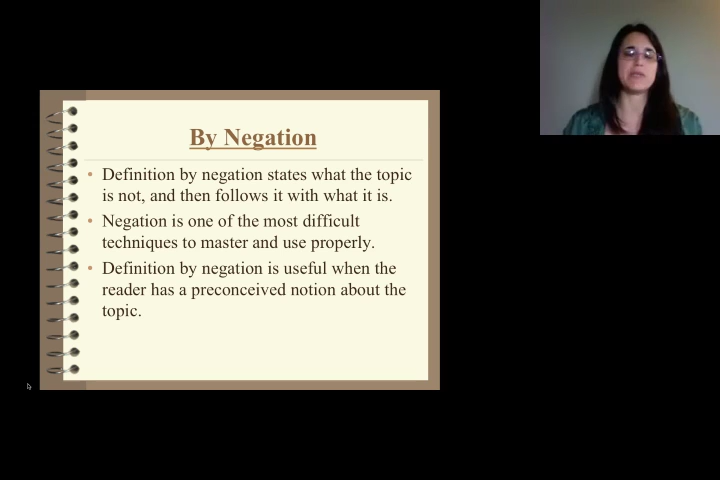 By Negation
• Definition by negation states what the topic
is not, and then follows it with what it is.
• Negation is one of the most difficult
techniques to master and use properly.
• Definition by negation is useful when the
reader has a preconceived notion about the
topic.